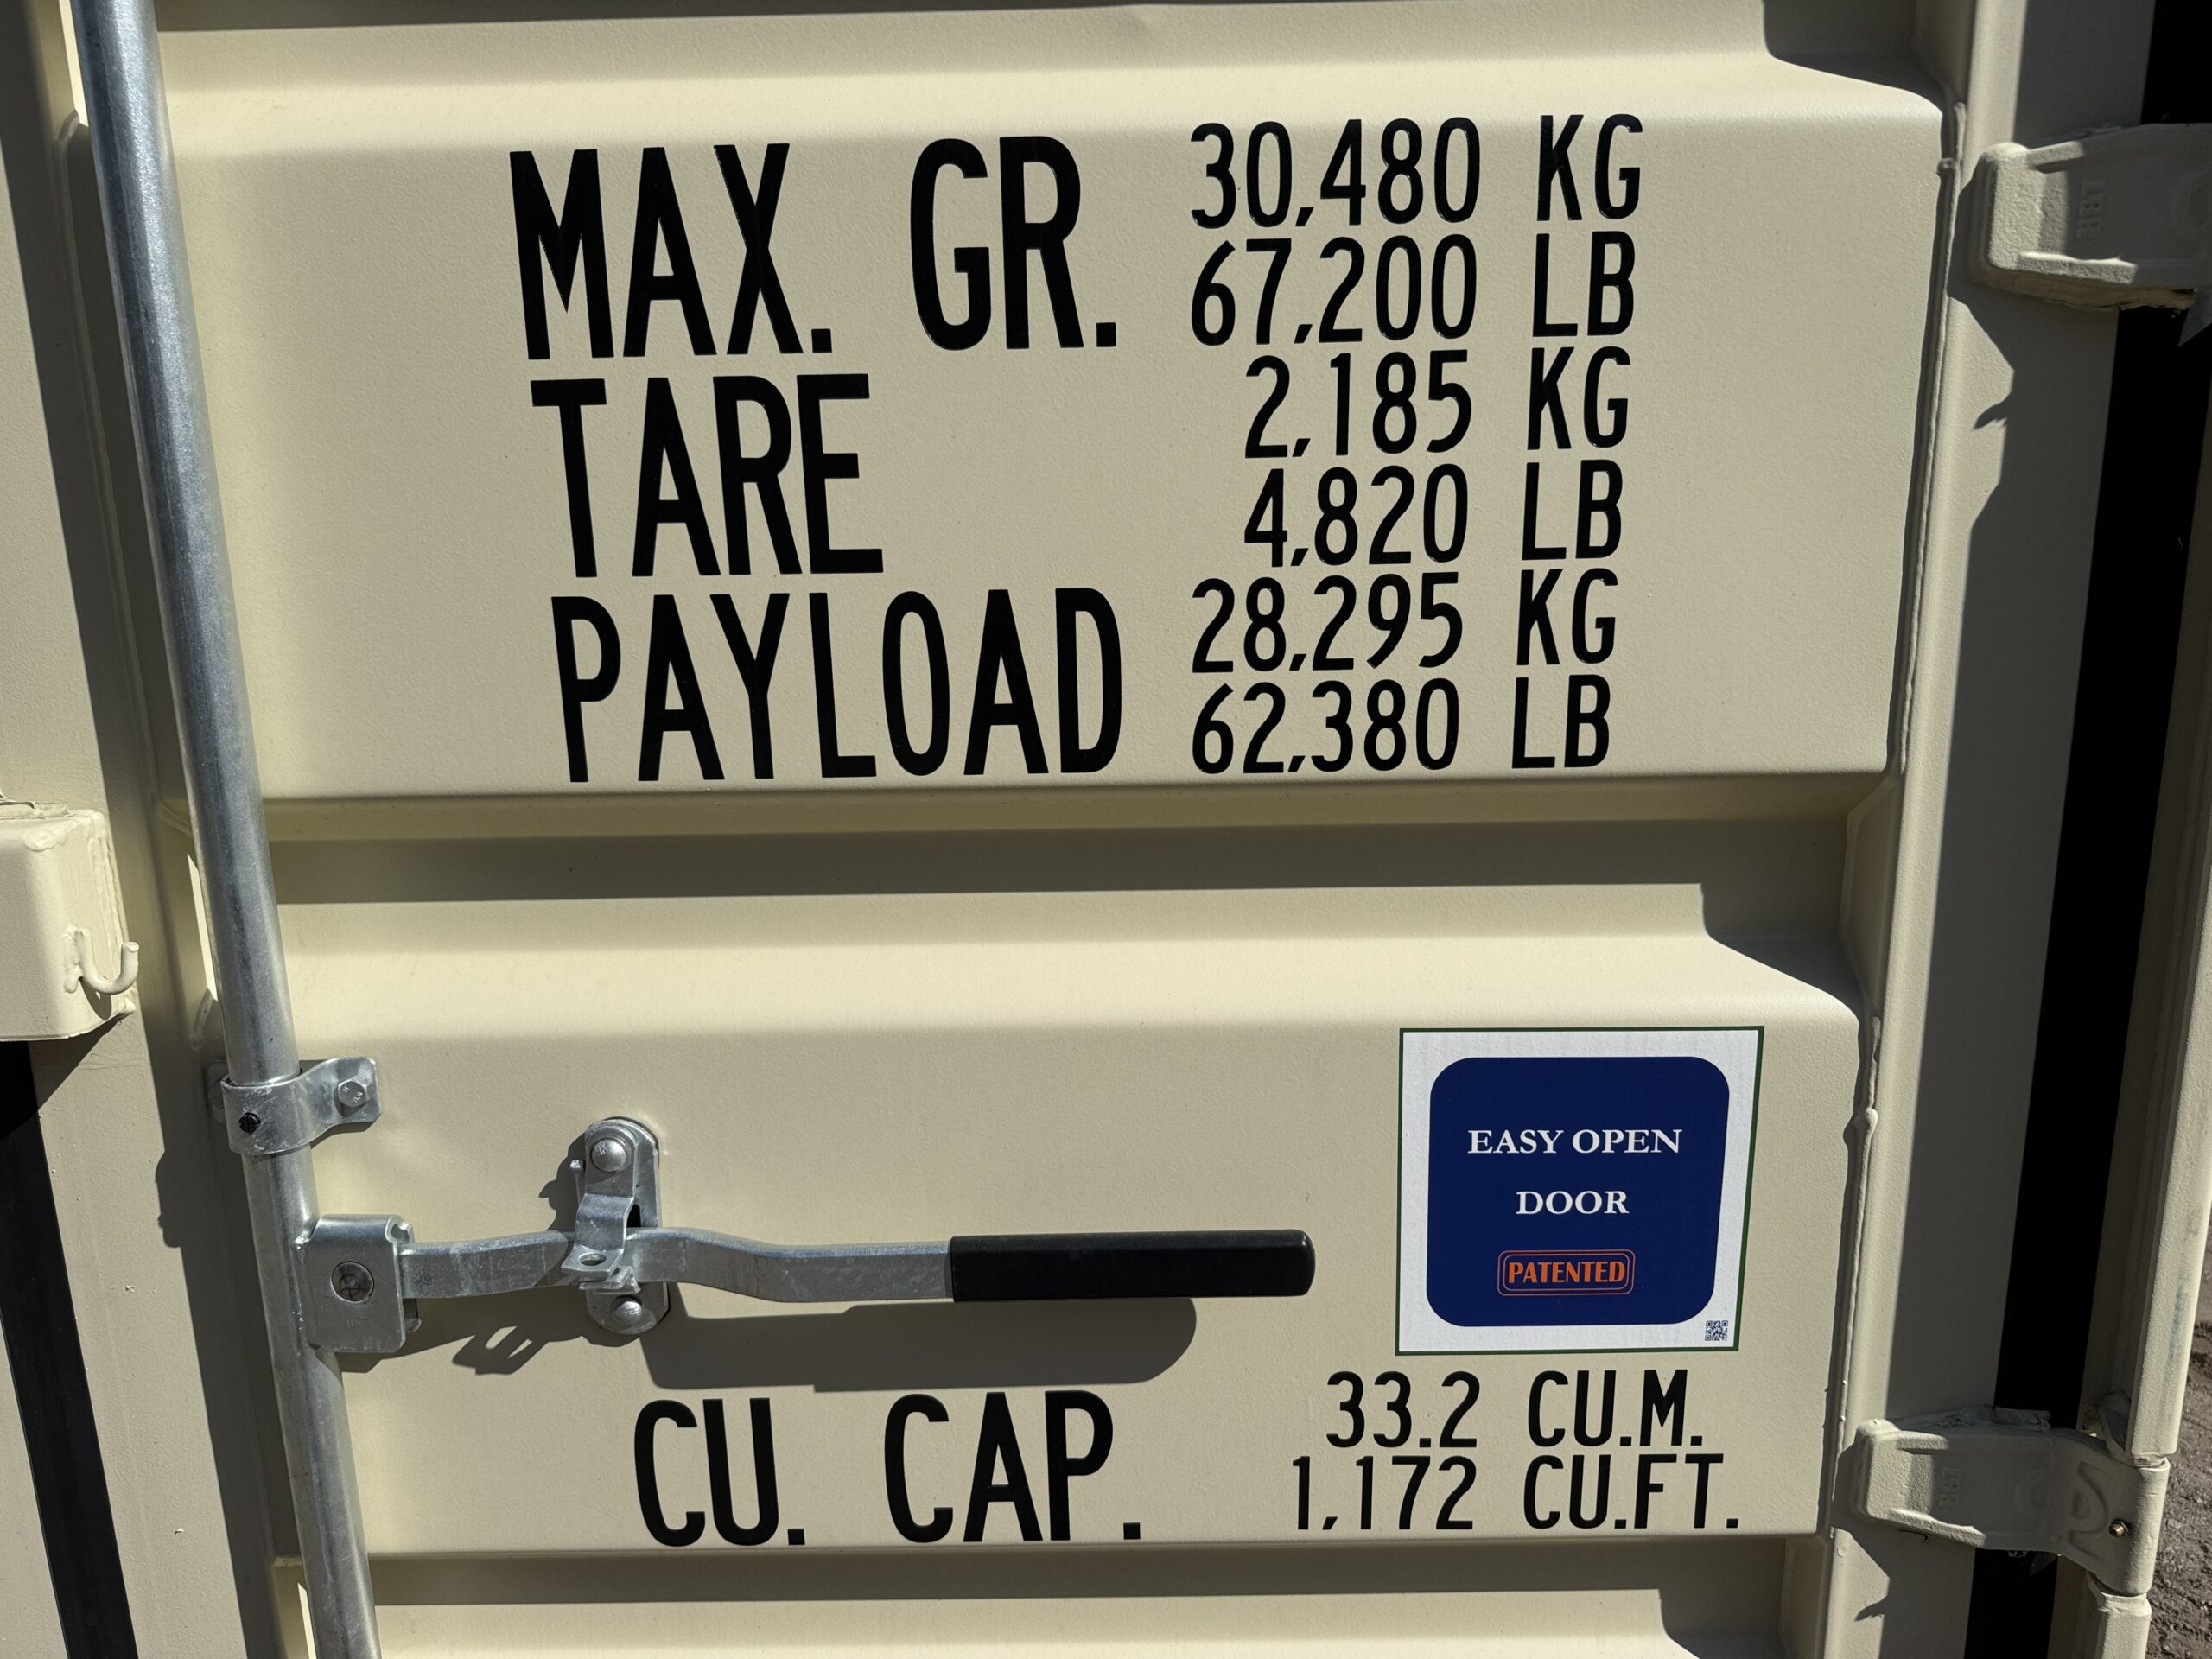 MAX. GR. 30,480 KG
67,200 LB
TARE 2,185 KG
4,820 LB
PAYLOAD 28,295 KG
62,380 LB
EASY OPEN
DOOR
PATENTED
CU. CAP. 33.2 CU.M.
1,172 CU.FT.